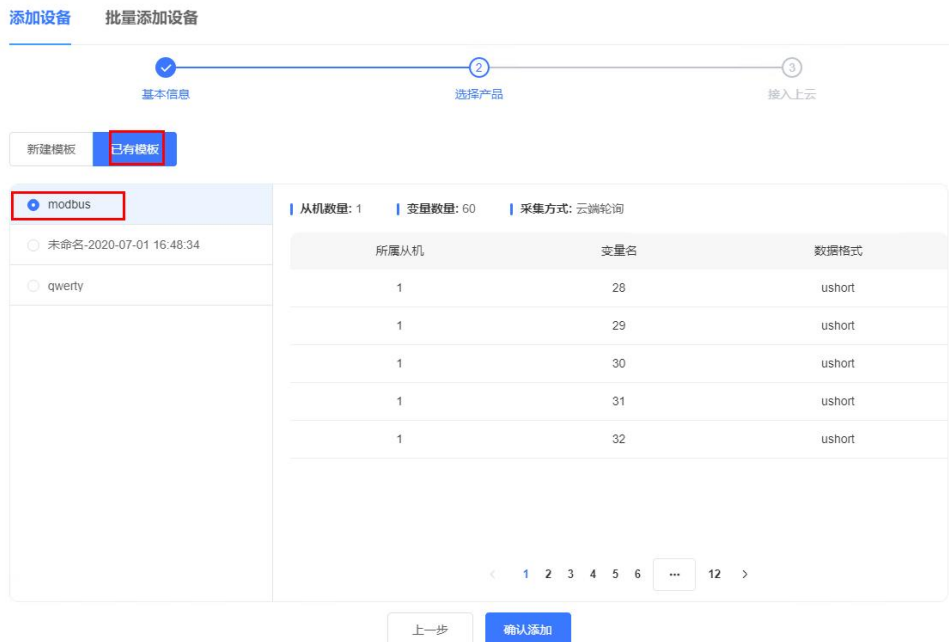 添加设备 批量添加设备
2 3
基本信息 选择产品 接入上云
新建模板 已有模板
modbus
未命名-2020-07-01 16:48:34
qwerty
从机数量: 1 变量数量: 60 采集方式: 云端轮询
所属从机 变量名 数据格式
1 28 ushort
1 29 ushort
1 30 ushort
1 31 ushort
1 32 ushort
< 1 2 3 4 5 6 ... 12 >
上一步 确认添加